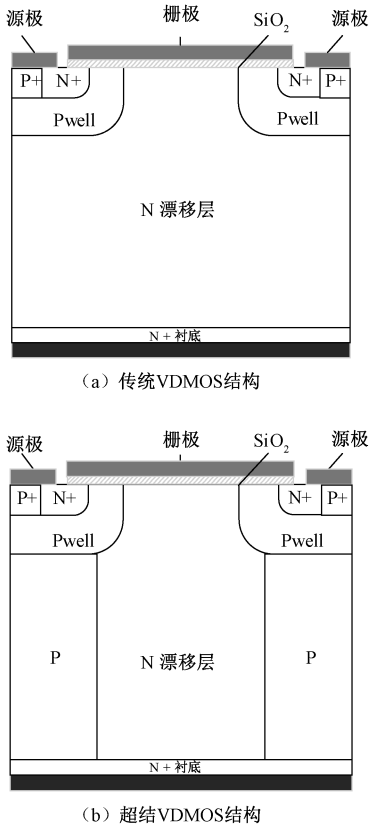 源极 栅极 SiO₂ 源极
P+ N+ N+ P+
Pwell Pwell
N 漂移层
N + 衬底
（a）传统VDMOS结构
源极 栅极 SiO₂ 源极
P+ N+ N+ P+
Pwell Pwell
P N 漂移层 P
N + 衬底
（b）超结VDMOS结构